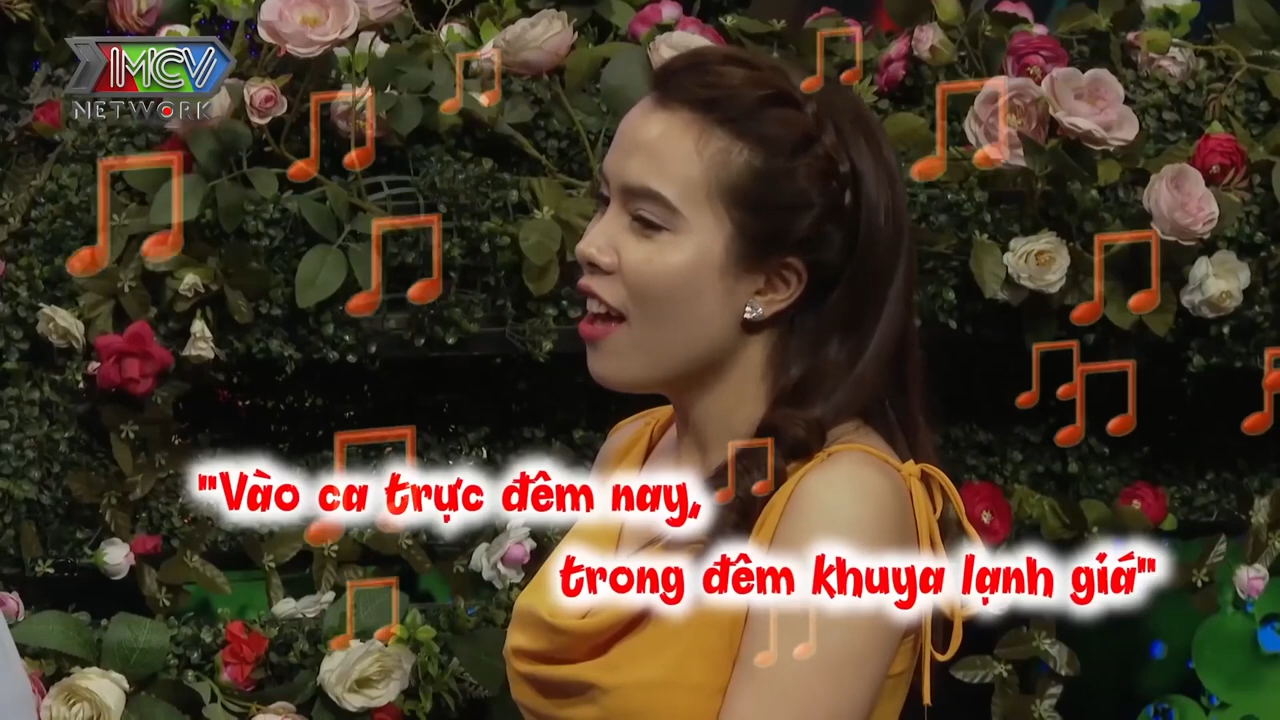 MCV
NETWORK
""Vào ca trực đêm nay,,
trong đêm khuya lạnh giá""